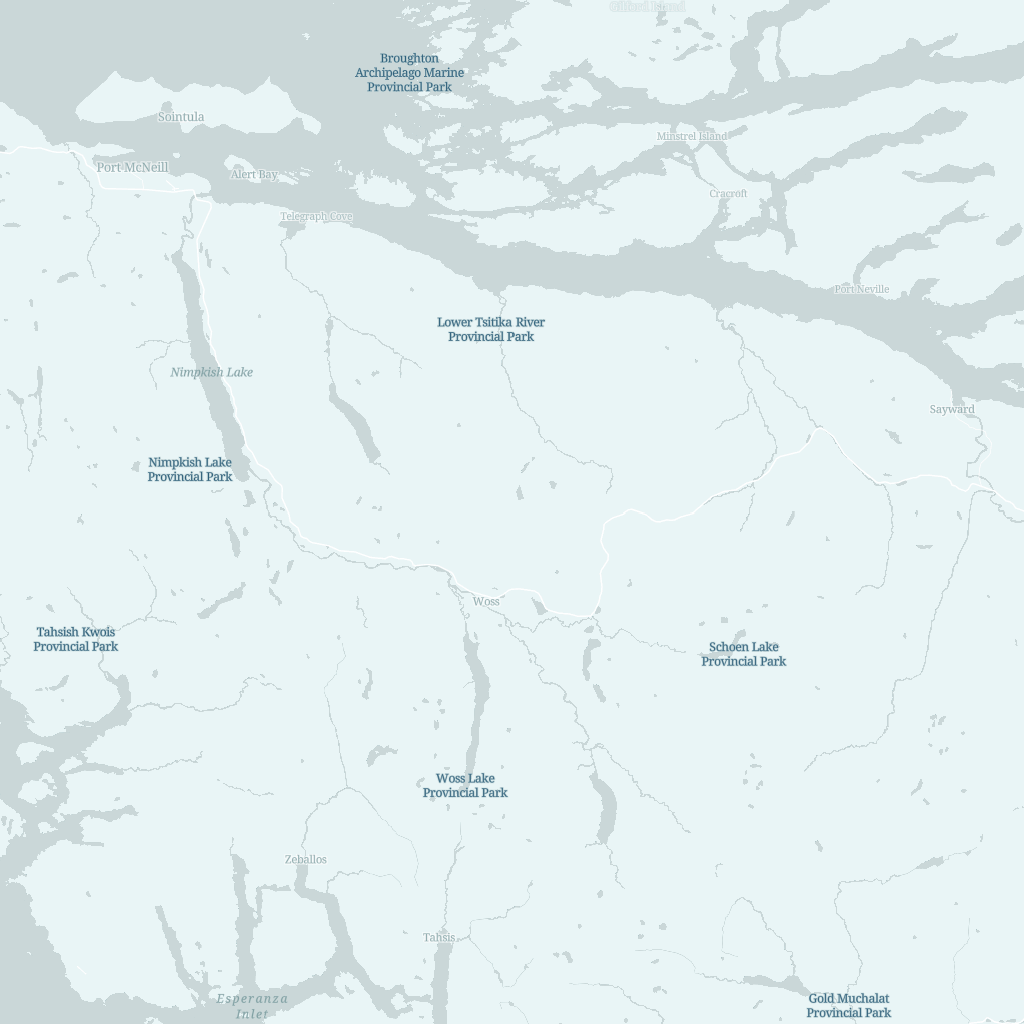 Gilford Island
Broughton
Archipelago Marine
Provincial Park
Sointula
Minstrel Island
Port McNeill
Alert Bay
Cracroft
Telegraph Cove
Port Neville
Lower Tsitika River
Provincial Park
Nimpkish Lake
Sayward
Nimpkish Lake
Provincial Park
Woss
Tahsish Kwois
Provincial Park
Schoen Lake
Provincial Park
Woss Lake
Provincial Park
Zeballos
Tahsis
Esperanza
Inlet
Gold Muchalat
Provincial Park